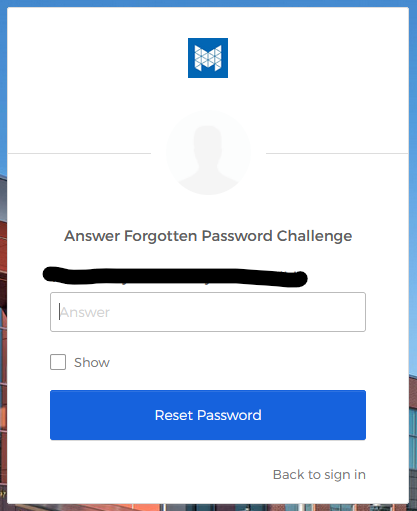 Answer Forgotten Password Challenge
Answer
Show
Reset Password
Back to sign in